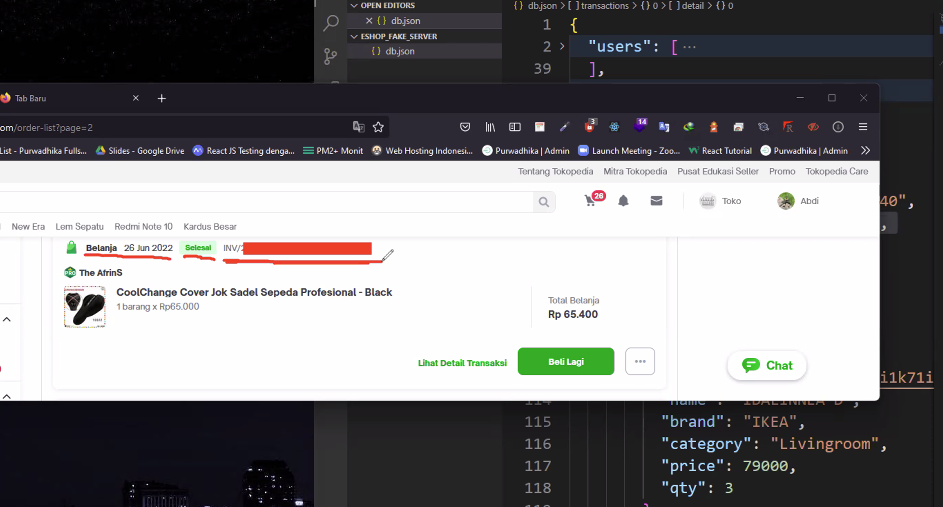 OPEN EDITORS
{ } db.json
ESHOP_FAKE_SERVER
{ } db.json
{ } db.json > [ ] transactions > { } 0 > [ ] detail > { } 0
1 {
2 "users": [ ···
39 ],
Tab Baru
om/order-list?page=2
3
14
List - Purwadhika Fulls...
Slides - Google Drive
React JS Testing denga...
PM2+ Monit
Web Hosting Indonesi...
Purwadhika | Admin
Launch Meeting - Zoo...
React Tutorial
Purwadhika | Admin
Tentang Tokopedia
Mitra Tokopedia
Pusat Edukasi Seller
Promo
Tokopedia Care
40",
26
Toko
Abdi
,
New Era
Lem Sepatu
Redmi Note 10
Kardus Besar
Belanja 26 Jun 2022 Selesai INV/
PRO The AfrinS
CoolChange Cover Jok Sadel Sepeda Profesional - Black
1 barang x Rp65.000
Total Belanja
Rp 65.400
Lihat Detail Transaksi
Beli Lagi
Chat
i1k71i
115 "brand": "IKEA",
116 "category": "Livingroom",
117 "price": 79000,
118 "qty": 3